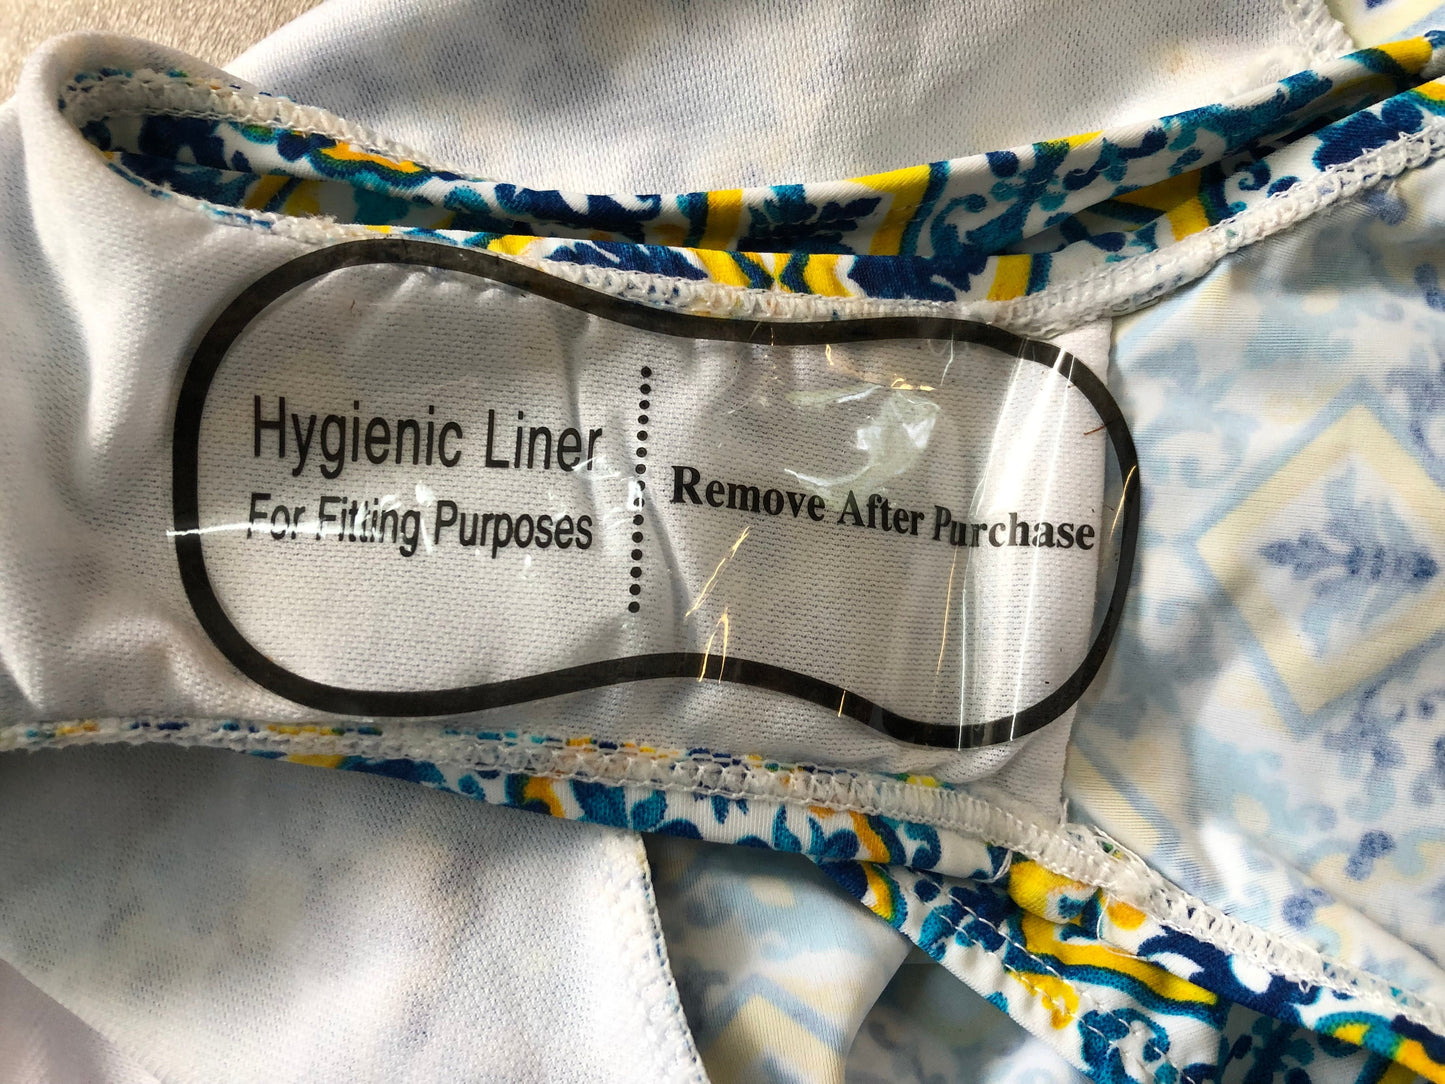 Hygienic Liner
For Fitting Purposes
Remove After Purchase